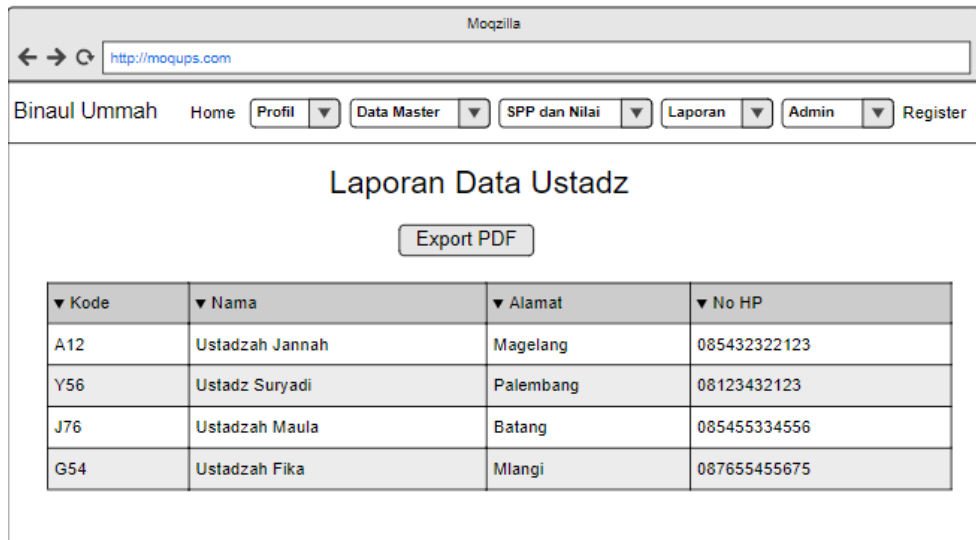 Moqzilla
http://moqups.com
Binaul Ummah Home Profil Data Master SPP dan Nilai Laporan Admin Register
Laporan Data Ustadz
Export PDF
▼ Kode ▼ Nama ▼ Alamat ▼ No HP
A12 Ustadzah Jannah Magelang 085432322123
Y56 Ustadz Suryadi Palembang 08123432123
J76 Ustadzah Maula Batang 085455334556
G54 Ustadzah Fika Mlangi 087655455675